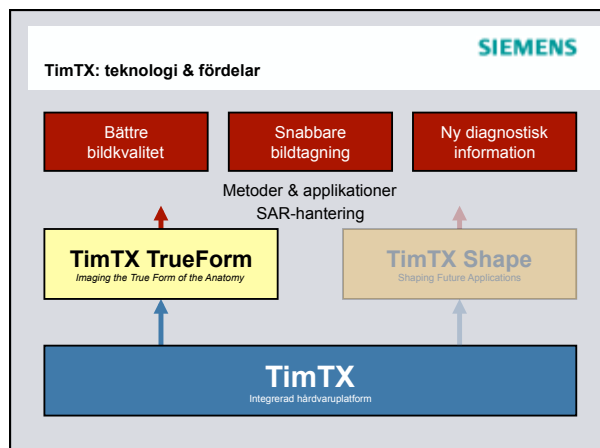 SIEMENS
TimTX: teknologi & fördelar
Bättre
bildkvalitet
Snabbare
bildtagning
Ny diagnostisk
information
Metoder & applikationer
SAR-hantering
TimTX TrueForm
Imaging the True Form of the Anatomy
TimTX Shape
Shaping Future Applications
TimTX
Integrerad hårdvaruplatform